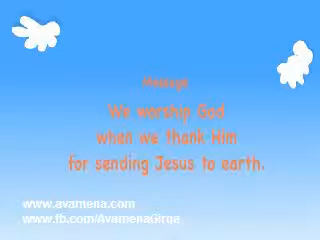 Message
We worship God
when we thank Him
for sending Jesus to earth.
www.avamena.com
www.fb.com/AvamenaGirge